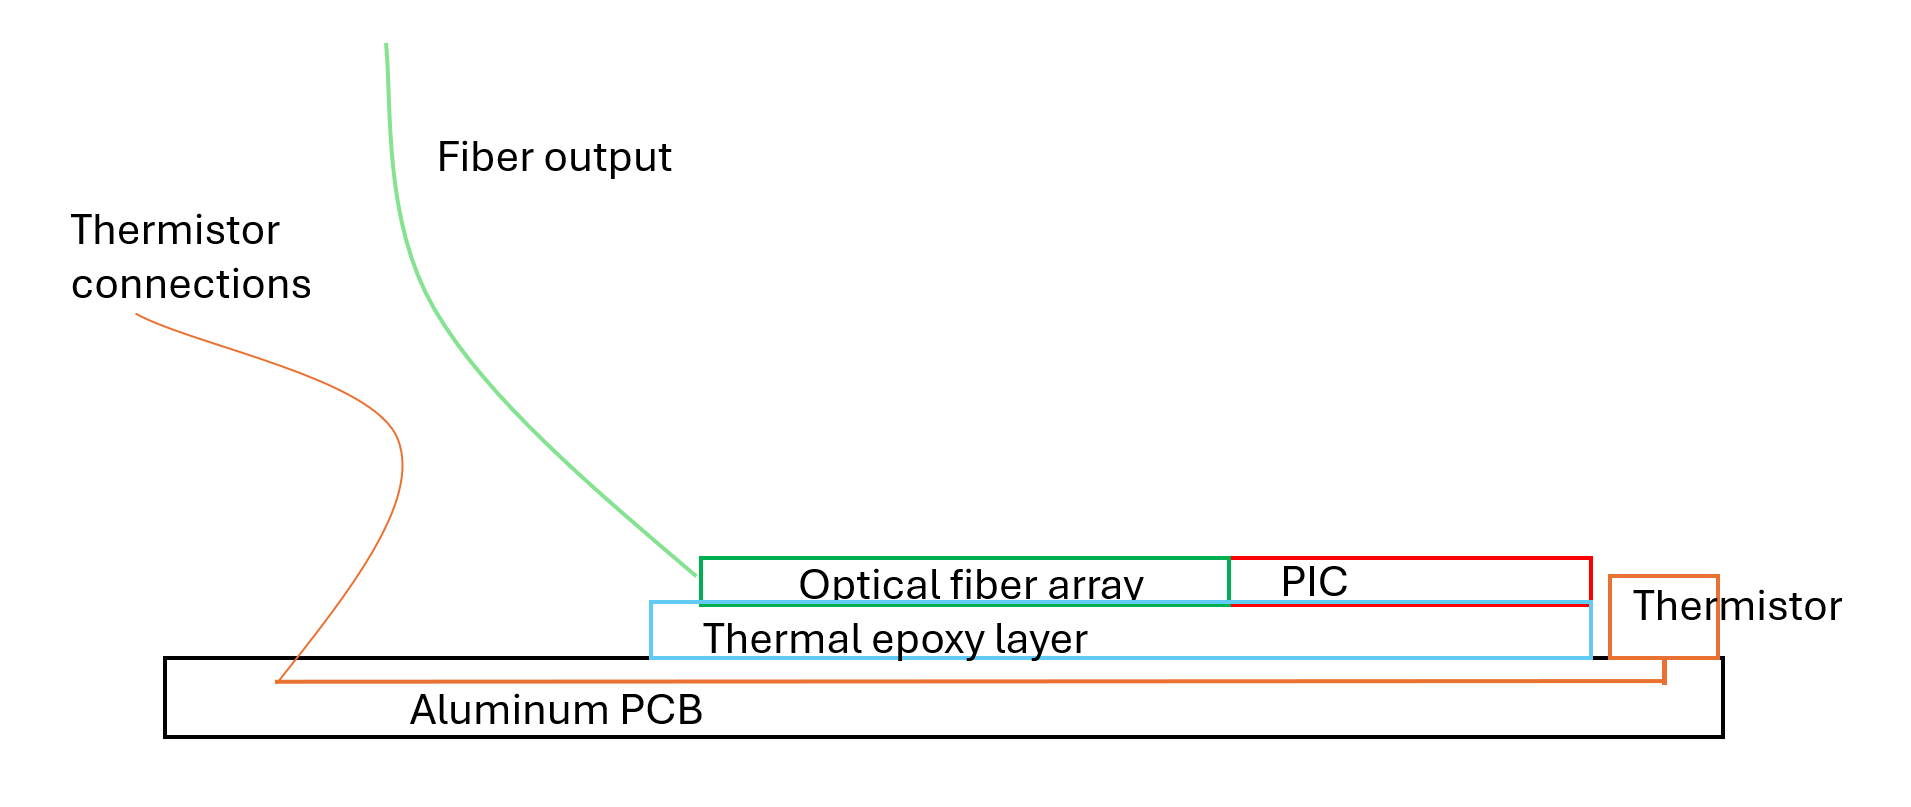 Fiber output
Thermistor
connections
Optical fiber array
PIC
Thermistor
Thermal epoxy layer
Aluminum PCB